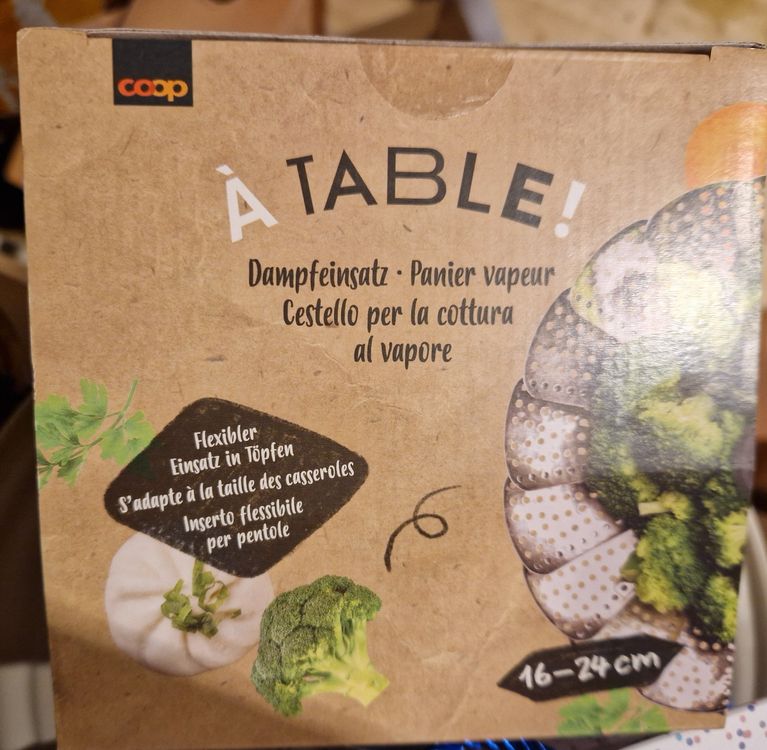 coop
À TABLE!
Dampfeinsatz · Panier vapeur
Cestello per la cottura
al vapore
Flexibler
Einsatz in Töpfen
S'adapte à la taille des casseroles
Inserto flessibile
per pentole
16–24 cm